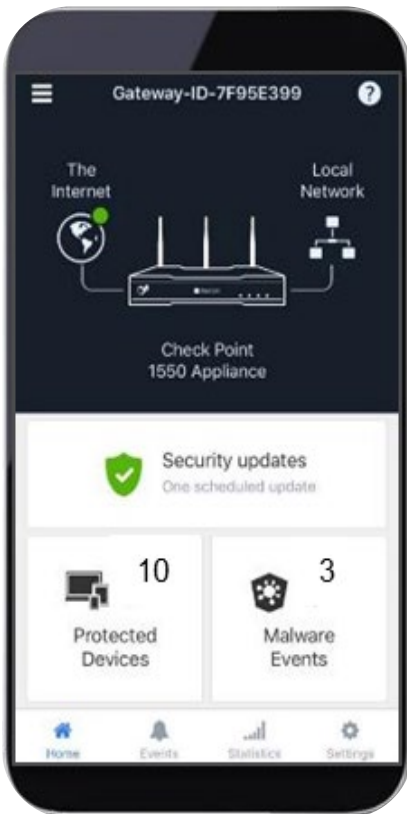 Gateway-ID-7F95E399
?
The
Internet
Local
Network
Check Point
1550 Appliance
Security updates
One scheduled update
10
Protected
Devices
3
Malware
Events
Home
Events
Statistics
Settings